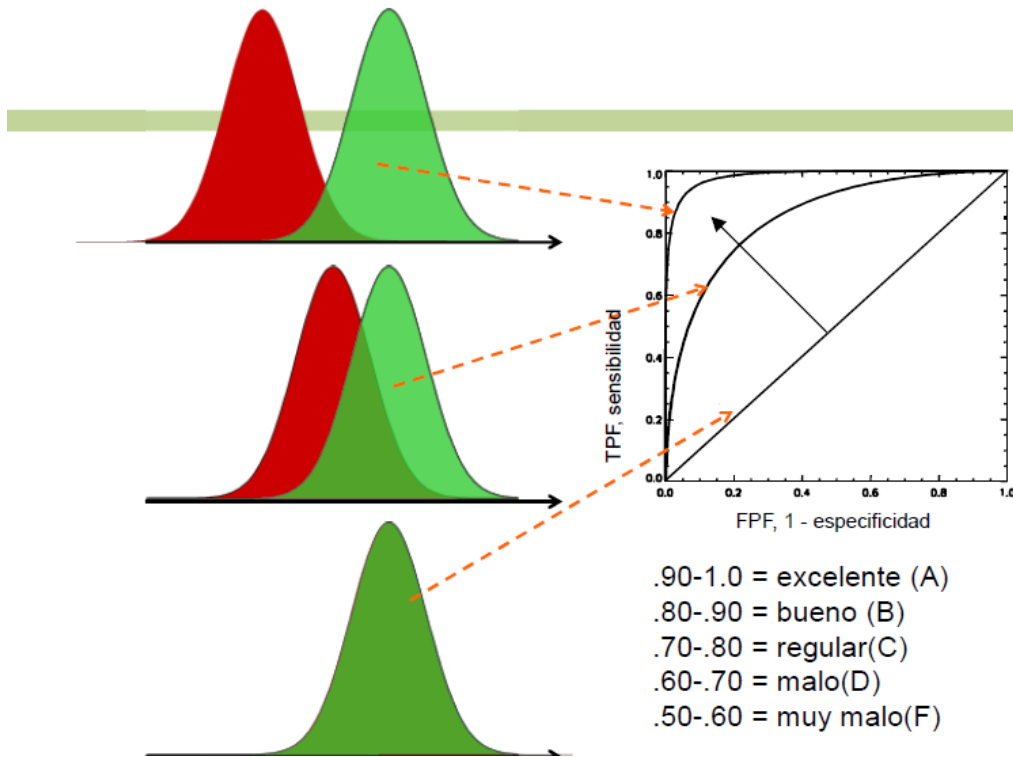 1.0
0.8
0.6
0.4
0.2
0.0
TPF, sensibilidad
0.0 0.2 0.4 0.6 0.8 1.0
FPF, 1 - especificidad
.90-1.0 = excelente (A)
.80-.90 = bueno (B)
.70-.80 = regular(C)
.60-.70 = malo(D)
.50-.60 = muy malo(F)